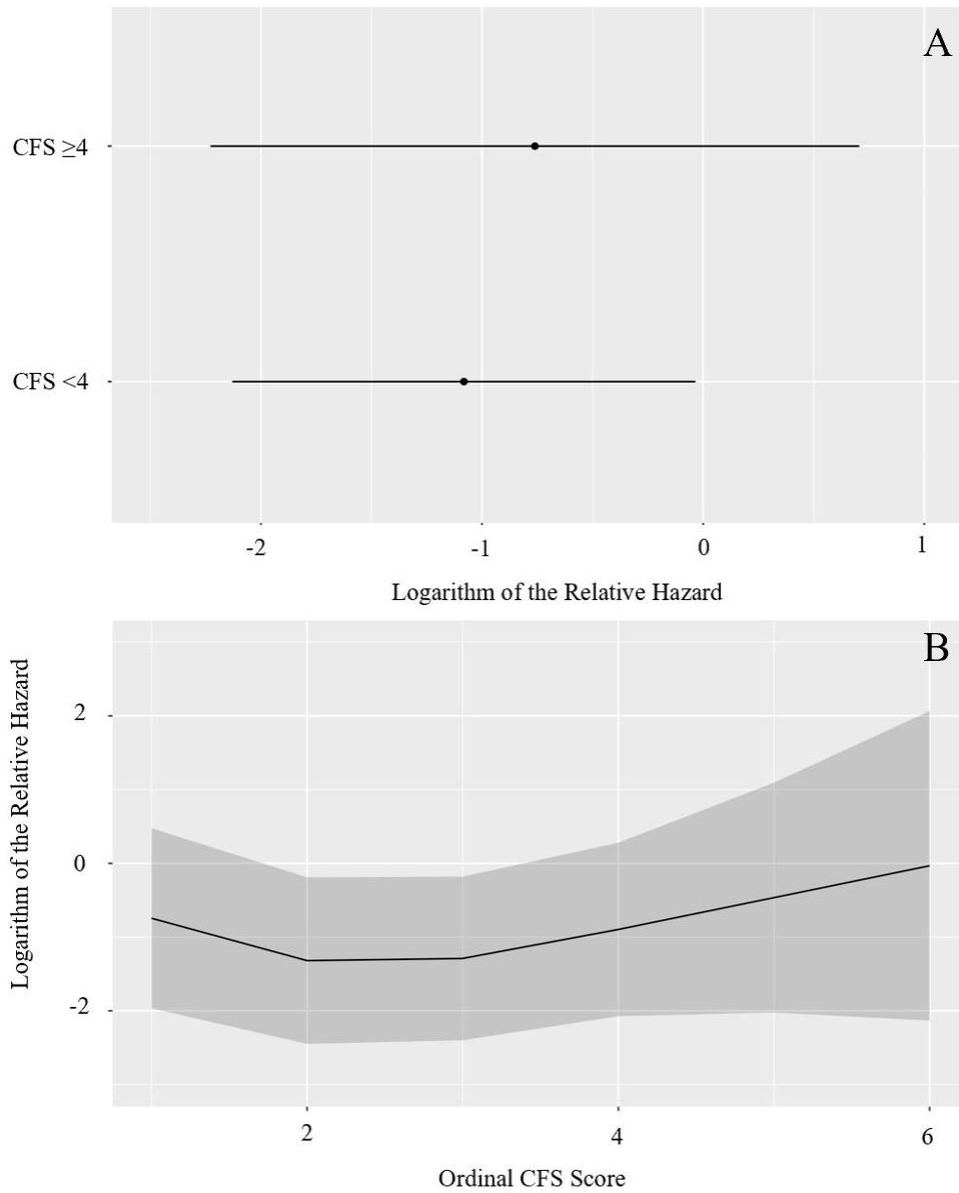 A
CFS ≥4
CFS <4
-2 -1 0 1
Logarithm of the Relative Hazard
B
Logarithm of the Relative Hazard
2
0
-2
2 4 6
Ordinal CFS Score